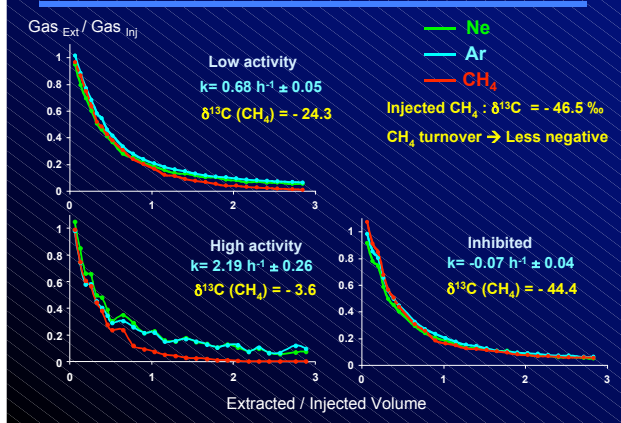 Gas Ext / Gas Inj
Ne
Ar
CH4
Injected CH4 : δ13C = - 46.5 ‰
CH4 turnover → Less negative
Low activity
k= 0.68 h-1 ± 0.05
δ13C (CH4) = - 24.3
1
0.8
0.6
0.4
0.2
0
0 1 2 3
High activity
k= 2.19 h-1 ± 0.26
δ13C (CH4) = - 3.6
1
0.8
0.6
0.4
0.2
0
0 1 2 3
Inhibited
k= -0.07 h-1 ± 0.04
δ13C (CH4) = - 44.4
1
0.8
0.6
0.4
0.2
0
0 1 2 3
Extracted / Injected Volume